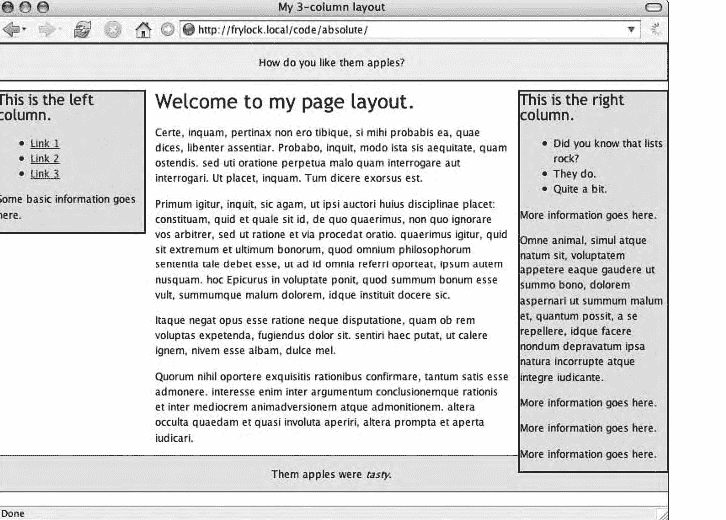 My 3-column layout
http://frylock.local/code/absolute/
How do you like them apples?
This is the left
column.
Link 1
Link 2
Link 3
Some basic information goes
here.
Welcome to my page layout.
Certe, inquam, pertinax non ero tibique, si mihi probabis ea, quae
dices, libenter assentiar. Probabo, inquit, modo ista sis aequitate, quam
ostendis. sed uti oratione perpetua malo quam interrogare aut
interrogari. Ut placet, inquam. Tum dicere exorsus est.
Primum igitur, inquit, sic agam, ut ipsi auctori huius disciplinae placet:
constituam, quid et quale sit id, de quo quaerimus, non quo ignorare
vos arbitrer, sed ut ratione et via procedat oratio. quaerimus igitur, quid
sit extremum et ultimum bonorum, quod omnium philosophorum
sententia tale debet esse, ut ad id omnia referri oporteat, ipsum autem
nusquam. hoc Epicurus in voluptate ponit, quod summum bonum esse
vult, summumque malum dolorem, idque instituit docere sic.
Itaque negat opus esse ratione neque disputatione, quam ob rem
voluptas expetenda, fugiendus dolor sit. sentiri haec putat, ut calere
ignem, nivem esse albam, dulce mel.
Quorum nihil oportere exquisitis rationibus confirmare, tantum satis esse
admonere. interesse enim inter argumentum conclusionemque rationis
et inter mediocrem animadversionem atque admonitionem. altera
occulta quaedam et quasi involuta aperiri, altera prompta et aperta
iudicari.
This is the right
column.
Did you know that lists
rock?
They do.
Quite a bit.
More information goes here.
Omne animal, simul atque
natum sit, voluptatem
appetere eaque gaudere ut
summo bono, dolorem
aspernari ut summum malum
et, quantum possit, a se
repellere, idque facere
nondum depravatum ipsa
natura incorrupte atque
integre iudicante.
More information goes here.
More information goes here.
More information goes here.
Them apples were tasty.
Done